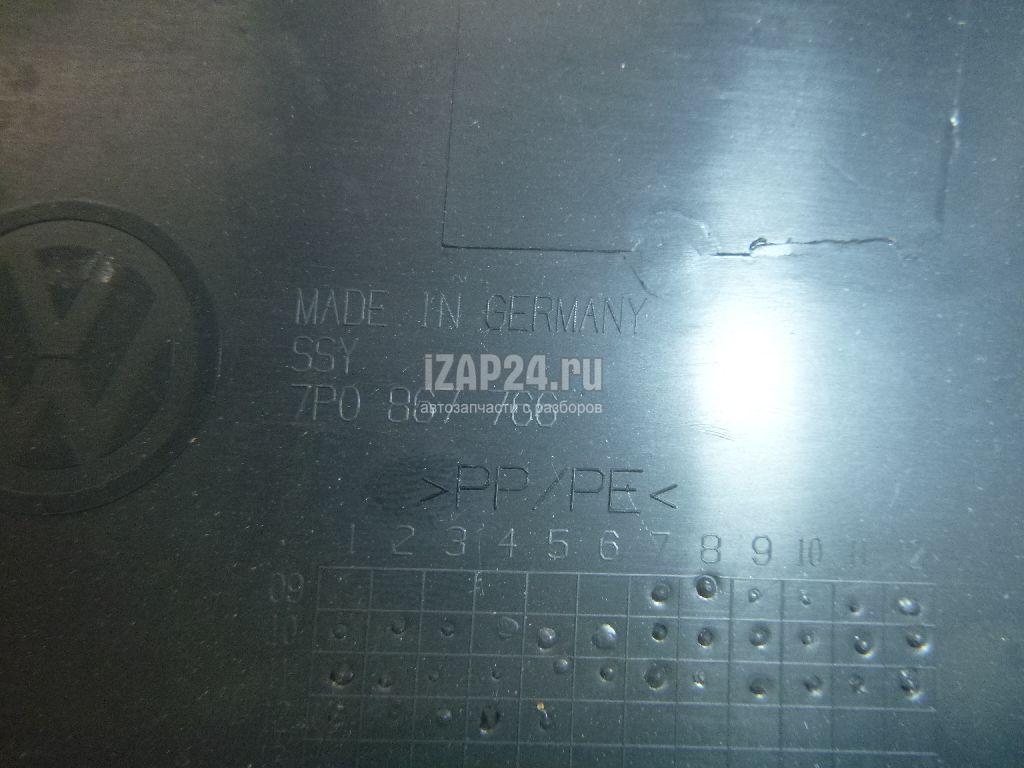 MADE IN GERMANY
SSY
iZAP24.ru
7P0 867 766
автозапчасти с разборов
>PP/PE<
1 2 3 4 5 6 7 8 9 10 11 12
09
10